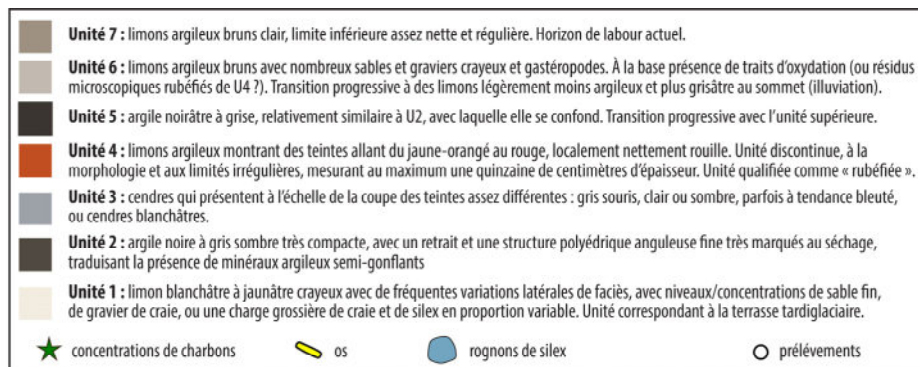 Unité 7 : limons argileux bruns clair, limite inférieure assez nette et régulière. Horizon de labour actuel.
Unité 6 : limons argileux bruns avec nombreux sables et graviers crayeux et gastéropodes. À la base présence de traits d'oxydation (ou résidus
microscopiques rubéfiés de U4 ?). Transition progressive à des limons légèrement moins argileux et plus grisâtre au sommet (illuviation).
Unité 5 : argile noirâtre à grise, relativement similaire à U2, avec laquelle elle se confond. Transition progressive avec l'unité supérieure.
Unité 4 : limons argileux montrant des teintes allant du jaune-orangé au rouge, localement nettement rouille. Unité discontinue, à la
morphologie et aux limités irrégulières, mesurant au maximum une quinzaine de centimètres d'épaisseur. Unité qualifiée comme « rubéfiée ».
Unité 3 : cendres qui présentent à l'échelle de la coupe des teintes assez différentes : gris souris, clair ou sombre, parfois à tendance bleuté,
ou cendres blanchâtres.
Unité 2 : argile noire à gris sombre très compacte, avec un retrait et une structure polyédrique anguleuse fine très marqués au séchage,
traduisant la présence de minéraux argileux semi-gonflants
Unité 1 : limon blanchâtre à jaunâtre crayeux avec de fréquentes variations latérales de faciès, avec niveaux/concentrations de sable fin,
de gravier de craie, ou une charge grossière de craie et de silex en proportion variable. Unité correspondant à la terrasse tardiglaciaire.
concentrations de charbons os rognons de silex prélévements